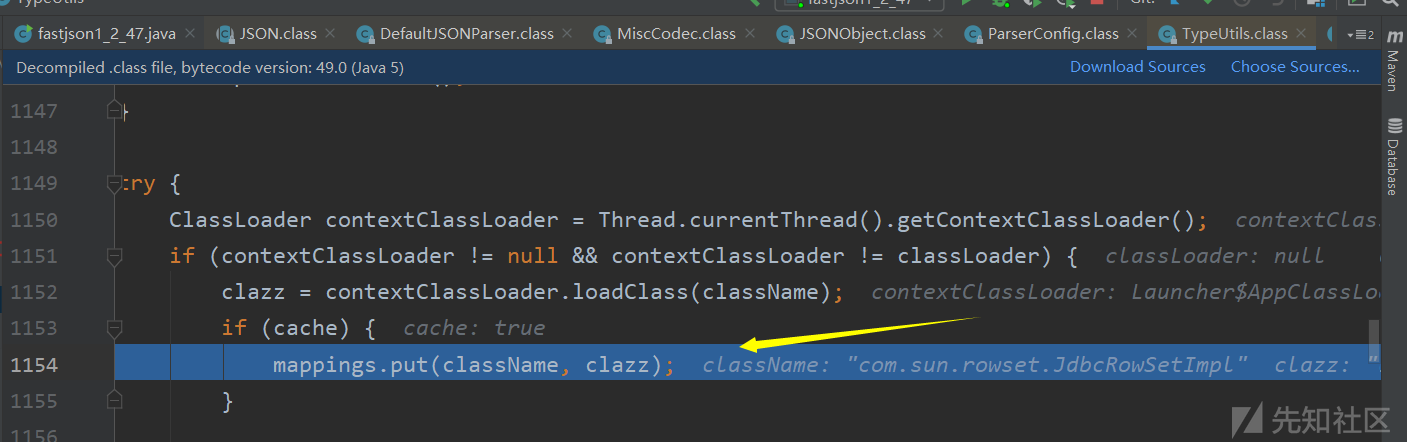 TypeUtils fastjson1_2_47 Git:
fastjson1_2_47.java JSON.class DefaultJSONParser.class MiscCodec.class JSONObject.class ParserConfig.class TypeUtils.class 2
Decompiled .class file, bytecode version: 49.0 (Java 5) Download Sources Choose Sources...
1147 }
1148
1149 try {
1150 ClassLoader contextClassLoader = Thread.currentThread().getContextClassLoader(); contextClass
1151 if (contextClassLoader != null && contextClassLoader != classLoader) { classLoader: null
1152 clazz = contextClassLoader.loadClass(className); contextClassLoader: Launcher$AppClassLo
1153 if (cache) { cache: true
1154 mappings.put(className, clazz); className: "com.sun.rowset.JdbcRowSetImpl" clazz: "
1155 }
1156
m
Maven
Database
先知社区